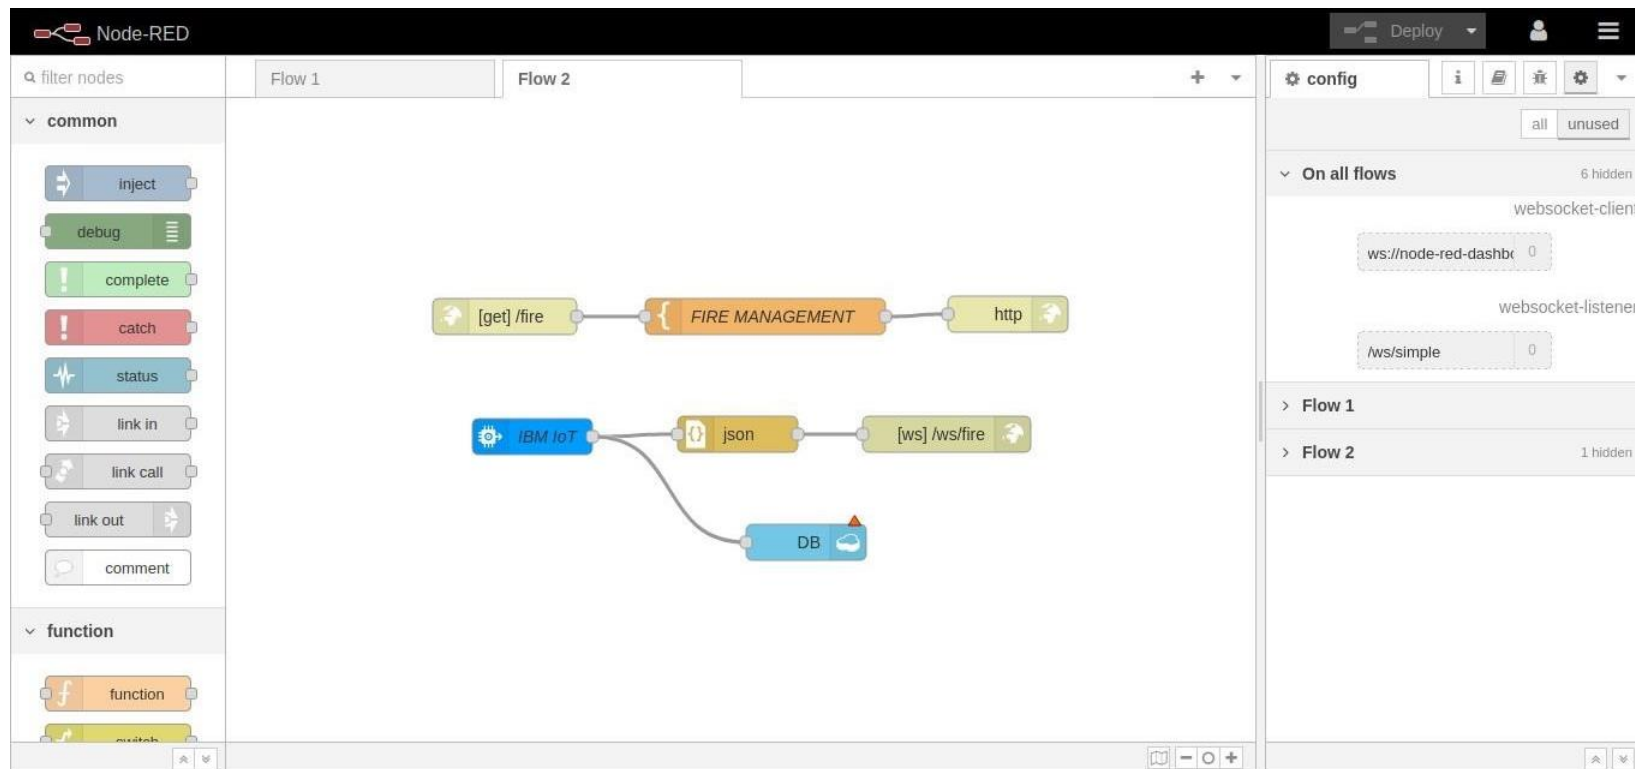 Node-RED
Deploy
filter nodes
Flow 1
Flow 2
config
all
unused
common
inject
debug
complete
catch
status
link in
link call
link out
comment
function
function
[get] /fire
FIRE MANAGEMENT
http
IBM IoT
json
[ws] /ws/fire
DB
On all flows
6 hidden
websocket-client
ws://node-red-dashbo
0
websocket-listener
/ws/simple
0
Flow 1
Flow 2
1 hidden